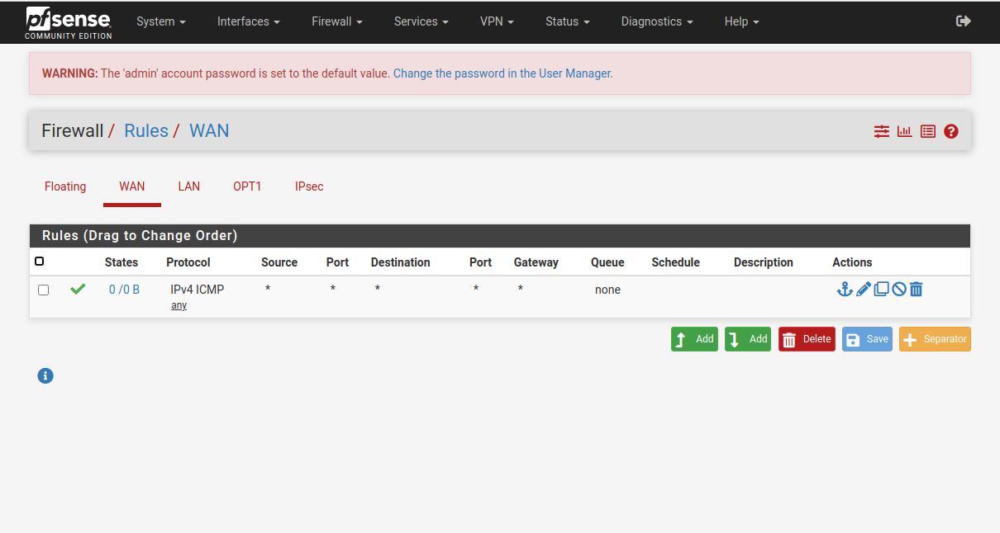 pfsense
COMMUNITY EDITION
System Interfaces Firewall Services VPN Status Diagnostics Help
WARNING: The 'admin' account password is set to the default value. Change the password in the User Manager.
Firewall / Rules / WAN
Floating WAN LAN OPT1 IPsec
Rules (Drag to Change Order)
States Protocol Source Port Destination Port Gateway Queue Schedule Description Actions
0 /0 B IPv4 ICMP * * * * * none
any
Add Add Delete Save Separator